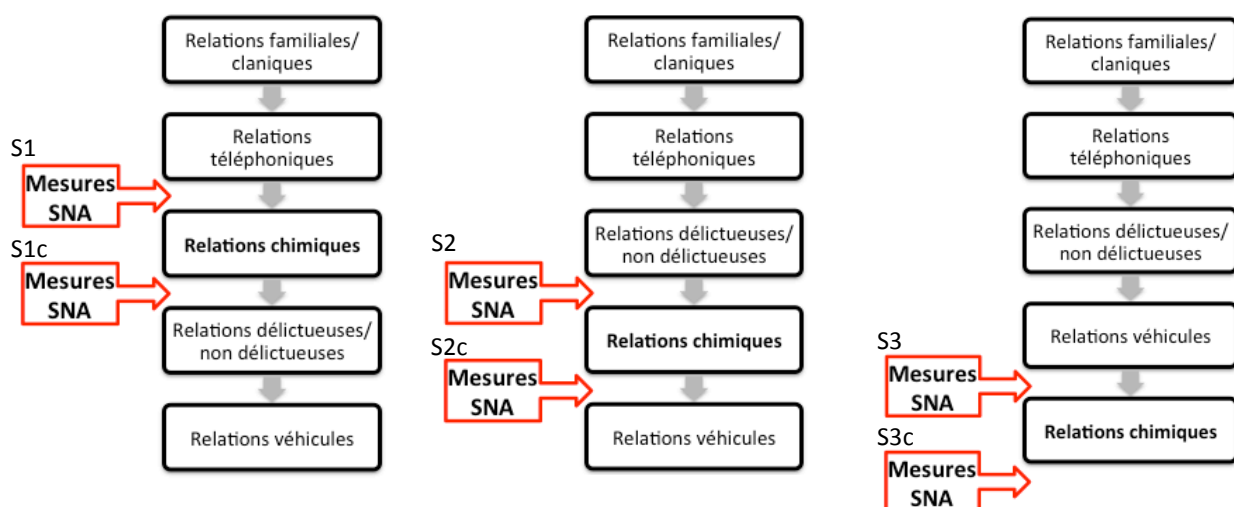 Relations familiales/
claniques
Relations
téléphoniques
S1
Mesures
SNA
Relations chimiques
S1c
Mesures
SNA
Relations délictueuses/
non délictueuses
Relations véhicules
Relations familiales/
claniques
Relations
téléphoniques
Relations délictueuses/
non délictueuses
S2
Mesures
SNA
Relations chimiques
S2c
Mesures
SNA
Relations véhicules
Relations familiales/
claniques
Relations
téléphoniques
Relations délictueuses/
non délictueuses
Relations véhicules
S3
Mesures
SNA
Relations chimiques
S3c
Mesures
SNA